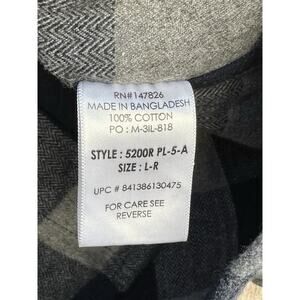 RN#147826
MADE IN BANGLADESH
100% COTTON
PO : M-3IL-818
STYLE : 5200R PL-5-A
SIZE : L-R
UPC # 841386130475
FOR CARE SEE
REVERSE